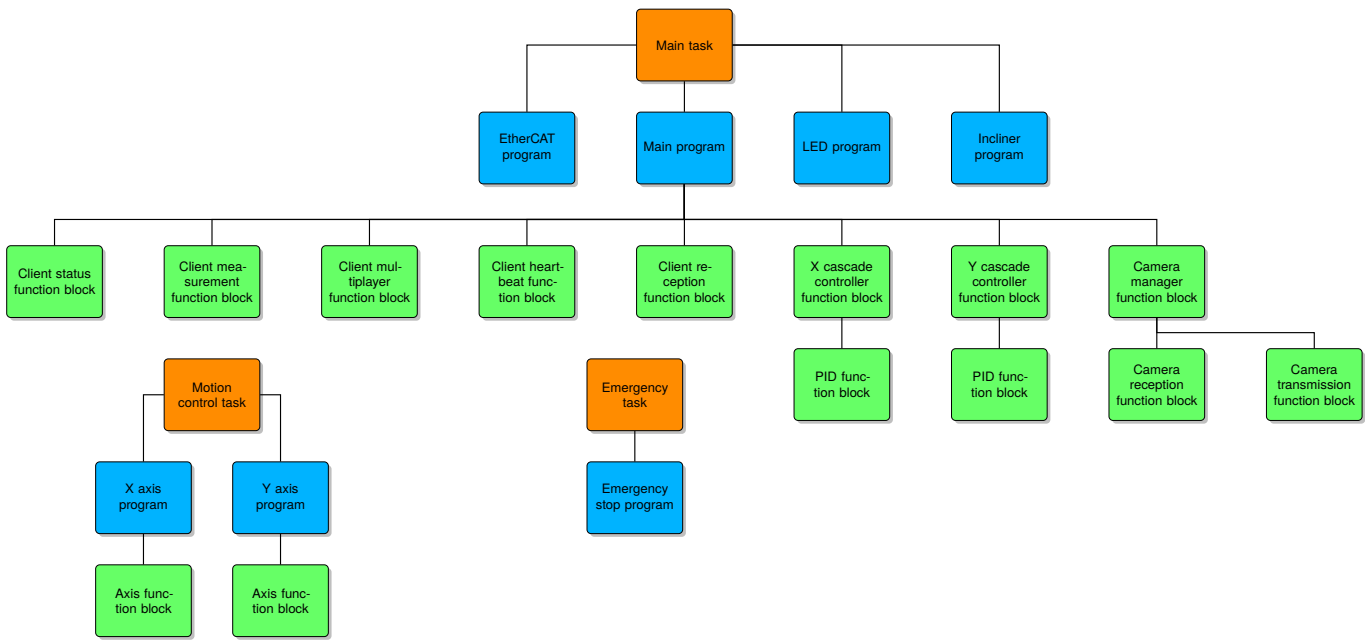 Main task
EtherCAT
program
Main program
LED program
Incliner
program
Client status
function block
Client mea-
surement
function block
Client mul-
tiplayer
function block
Client heart-
beat func-
tion block
Client re-
ception
function block
X cascade
controller
function block
Y cascade
controller
function block
Camera
manager
function block
PID func-
tion block
PID func-
tion block
Camera
reception
function block
Camera
transmission
function block
Motion
control task
Emergency
task
X axis
program
Y axis
program
Emergency
stop program
Axis func-
tion block
Axis func-
tion block